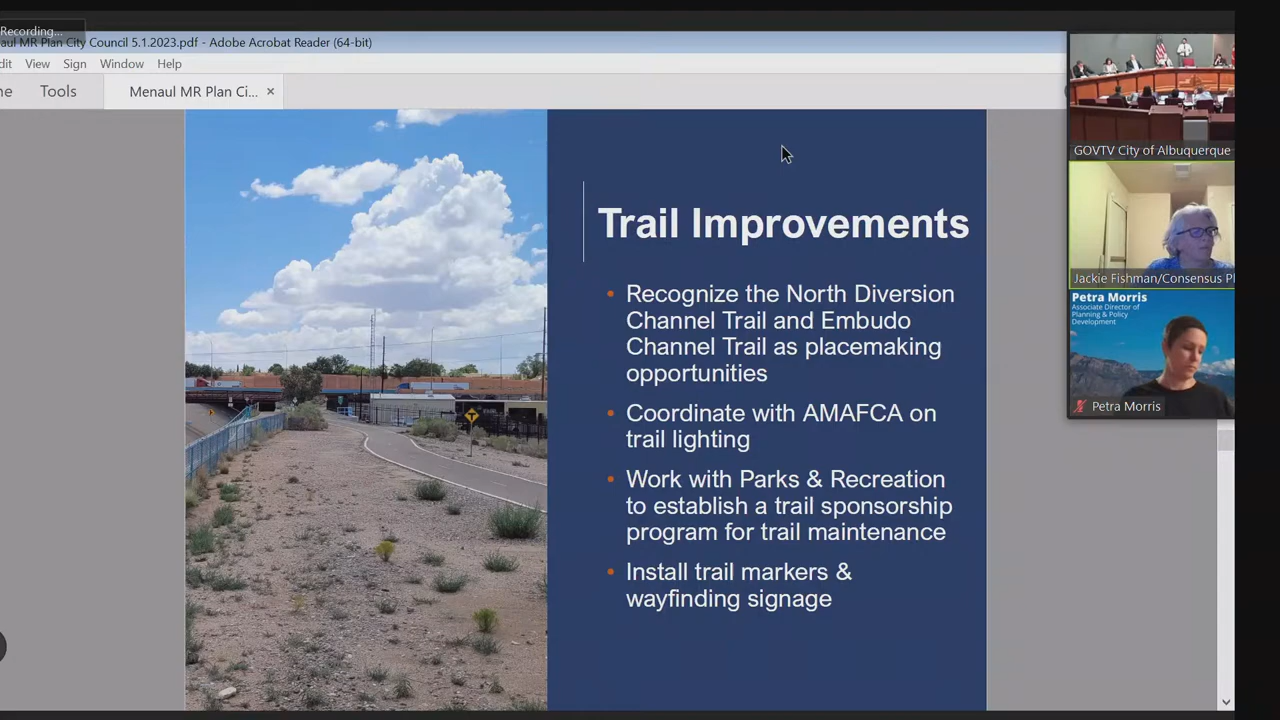 Recording...
aul MR Plan City Council 5.1.2023.pdf - Adobe Acrobat Reader (64-bit)
dit View Sign Window Help
ne Tools Menaul MR Plan Ci... ×
Trail Improvements
• Recognize the North Diversion
Channel Trail and Embudo
Channel Trail as placemaking
opportunities
• Coordinate with AMAFCA on
trail lighting
• Work with Parks & Recreation
to establish a trail sponsorship
program for trail maintenance
• Install trail markers &
wayfinding signage
GOVTV City of Albuquerque
Jackie Fishman/Consensus Pl
Petra Morris
Associate Director of
Planning & Policy
Development
Petra Morris